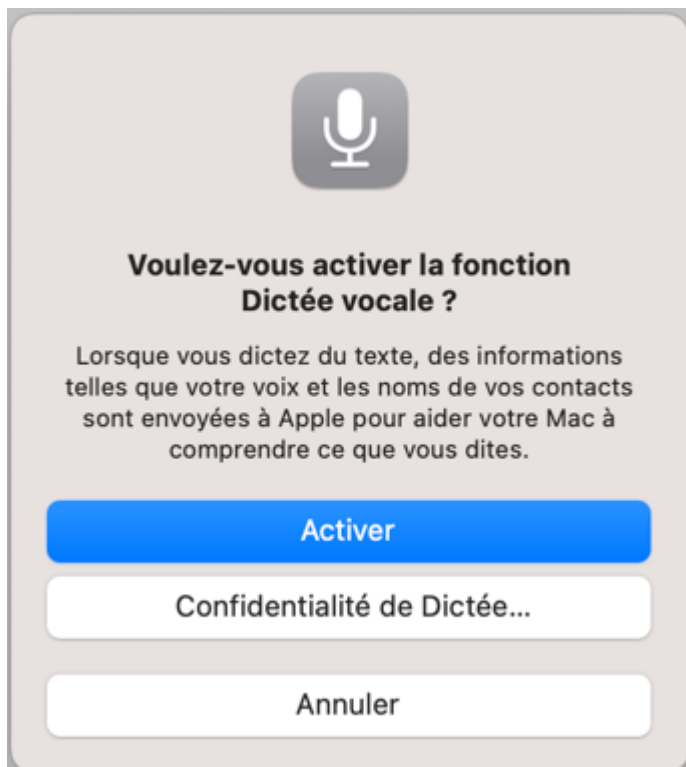 Voulez-vous activer la fonction
Dictée vocale ?
Lorsque vous dictez du texte, des informations
telles que votre voix et les noms de vos contacts
sont envoyées à Apple pour aider votre Mac à
comprendre ce que vous dites.
Activer
Confidentialité de Dictée...
Annuler